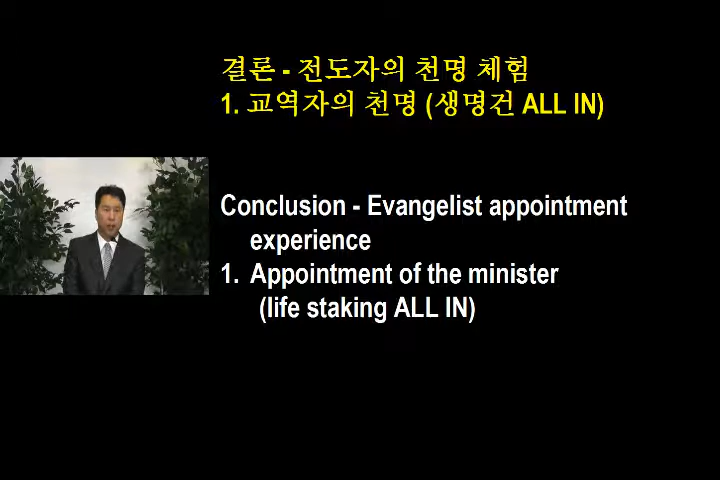 결론 - 전도자의 천명 체험
1. 교역자의 천명 (생명건 ALL IN)
Conclusion - Evangelist appointment
experience
1. Appointment of the minister
(life staking ALL IN)